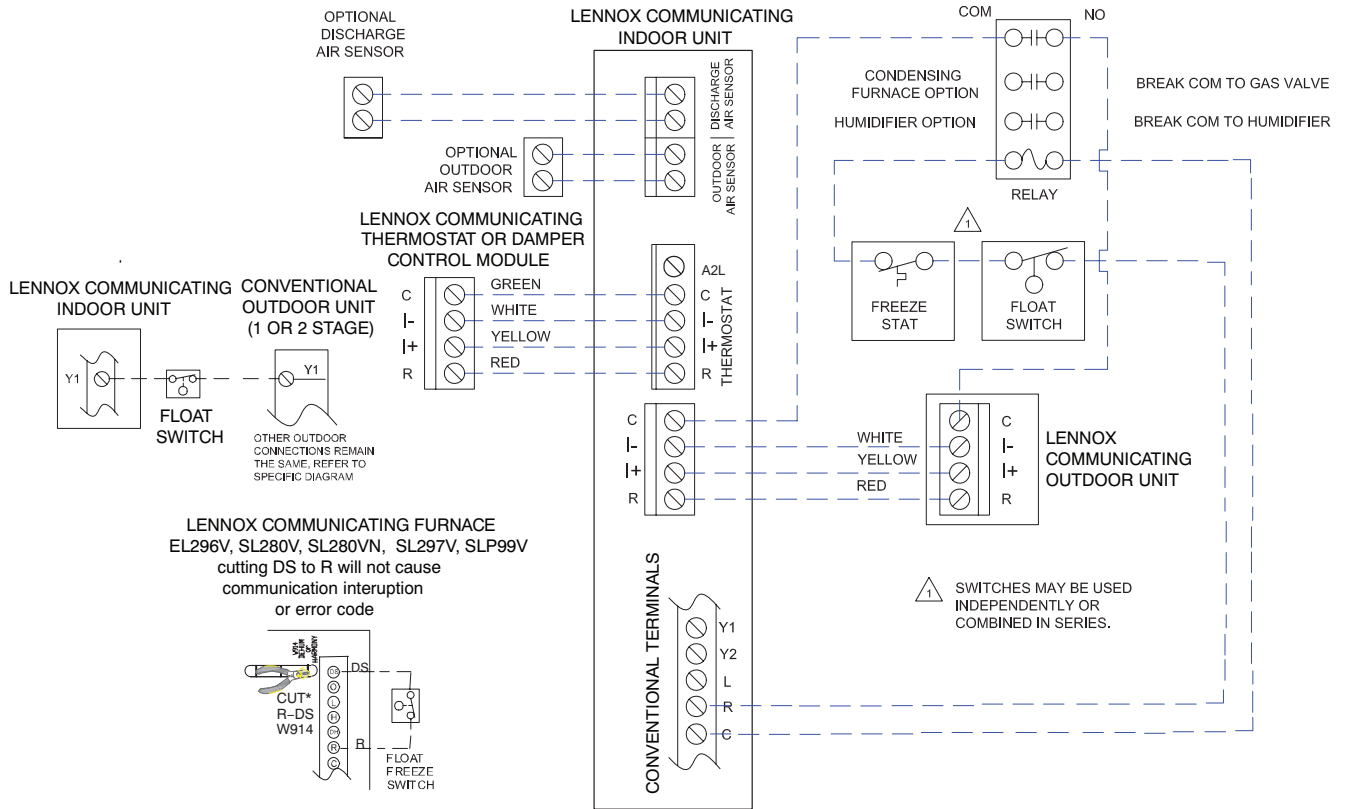 OPTIONAL
DISCHARGE
AIR SENSOR
LENNOX COMMUNICATING
INDOOR UNIT
COM
NO
DISCHARGE
AIR SENSOR
OUTDOOR
AIR SENSOR
OPTIONAL
OUTDOOR
AIR SENSOR
CONDENSING
FURNACE OPTION
BREAK COM TO GAS VALVE
HUMIDIFIER OPTION
BREAK COM TO HUMIDIFIER
RELAY
1
FREEZE
STAT
FLOAT
SWITCH
LENNOX COMMUNICATING
THERMOSTAT OR DAMPER
CONTROL MODULE
C
I-
I+
R
GREEN
WHITE
YELLOW
RED
A2L
C
I-
I+
R
THERMOSTAT
LENNOX COMMUNICATING
INDOOR UNIT
Y1
FLOAT
SWITCH
CONVENTIONAL
OUTDOOR UNIT
(1 OR 2 STAGE)
Y1
OTHER OUTDOOR
CONNECTIONS REMAIN
THE SAME, REFER TO
SPECIFIC DIAGRAM
C
I-
I+
R
WHITE
YELLOW
RED
C
I-
I+
R
LENNOX
COMMUNICATING
OUTDOOR UNIT
1
SWITCHES MAY BE USED
INDEPENDENTLY OR
COMBINED IN SERIES.
LENNOX COMMUNICATING FURNACE
EL296V, SL280V, SL280VN, SL297V, SLP99V
cutting DS to R will not cause
communication interuption
or error code
W914
DEHUM
OR
HARMONY
CUT*
R-DS
W914
DS
O
L
H
DH
R
C
DS
R
FLOAT
FREEZE
SWITCH
CONVENTIONAL TERMINALS
Y1
Y2
L
R
C